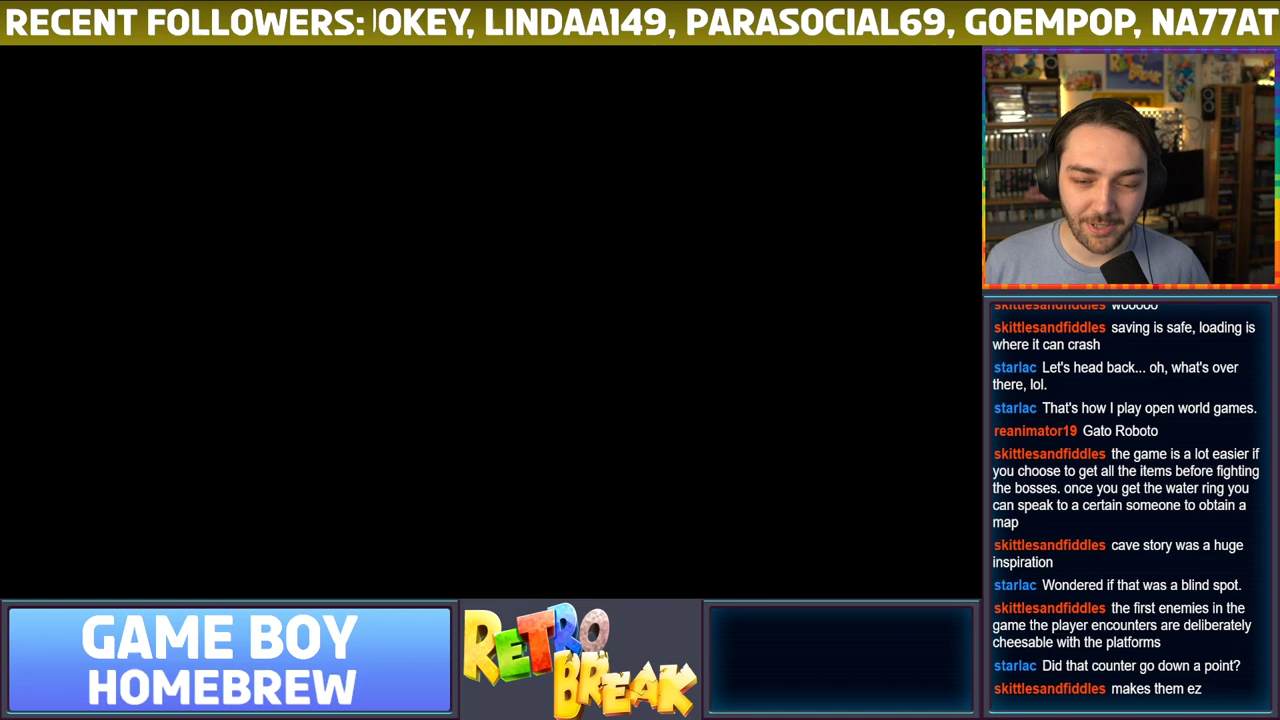 RECENT FOLLOWERS: OKEY, LINDAA149, PARASOCIAL69, GOEMPOP, NA77AT
skittlesandfiddles wooooo
skittlesandfiddles saving is safe, loading is
where it can crash
starlac Let's head back... oh, what's over
there, lol.
starlac That's how I play open world games.
reanimator19 Gato Roboto
skittlesandfiddles the game is a lot easier if
you choose to get all the items before fighting
the bosses. once you get the water ring you
can speak to a certain someone to obtain a
map
skittlesandfiddles cave story was a huge
inspiration
starlac Wondered if that was a blind spot.
skittlesandfiddles the first enemies in the
game the player encounters are deliberately
cheesable with the platforms
starlac Did that counter go down a point?
skittlesandfiddles makes them ez
GAME BOY
HOMEBREW
RETRO
BREAK